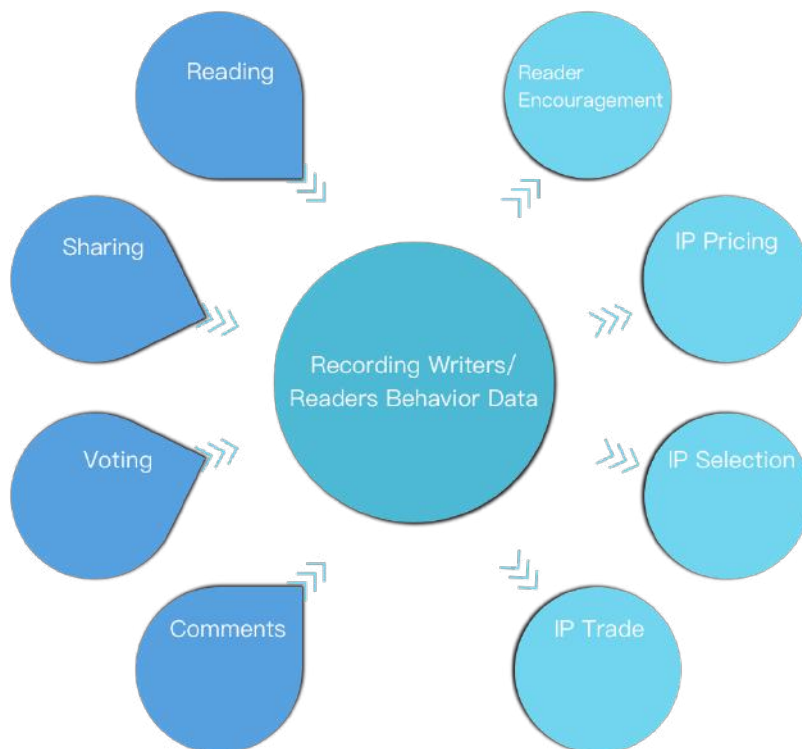 Reading
Reader
Encouragement
Sharing
IP Pricing
Recording Writers/
Readers Behavior Data
Voting
IP Selection
Comments
IP Trade